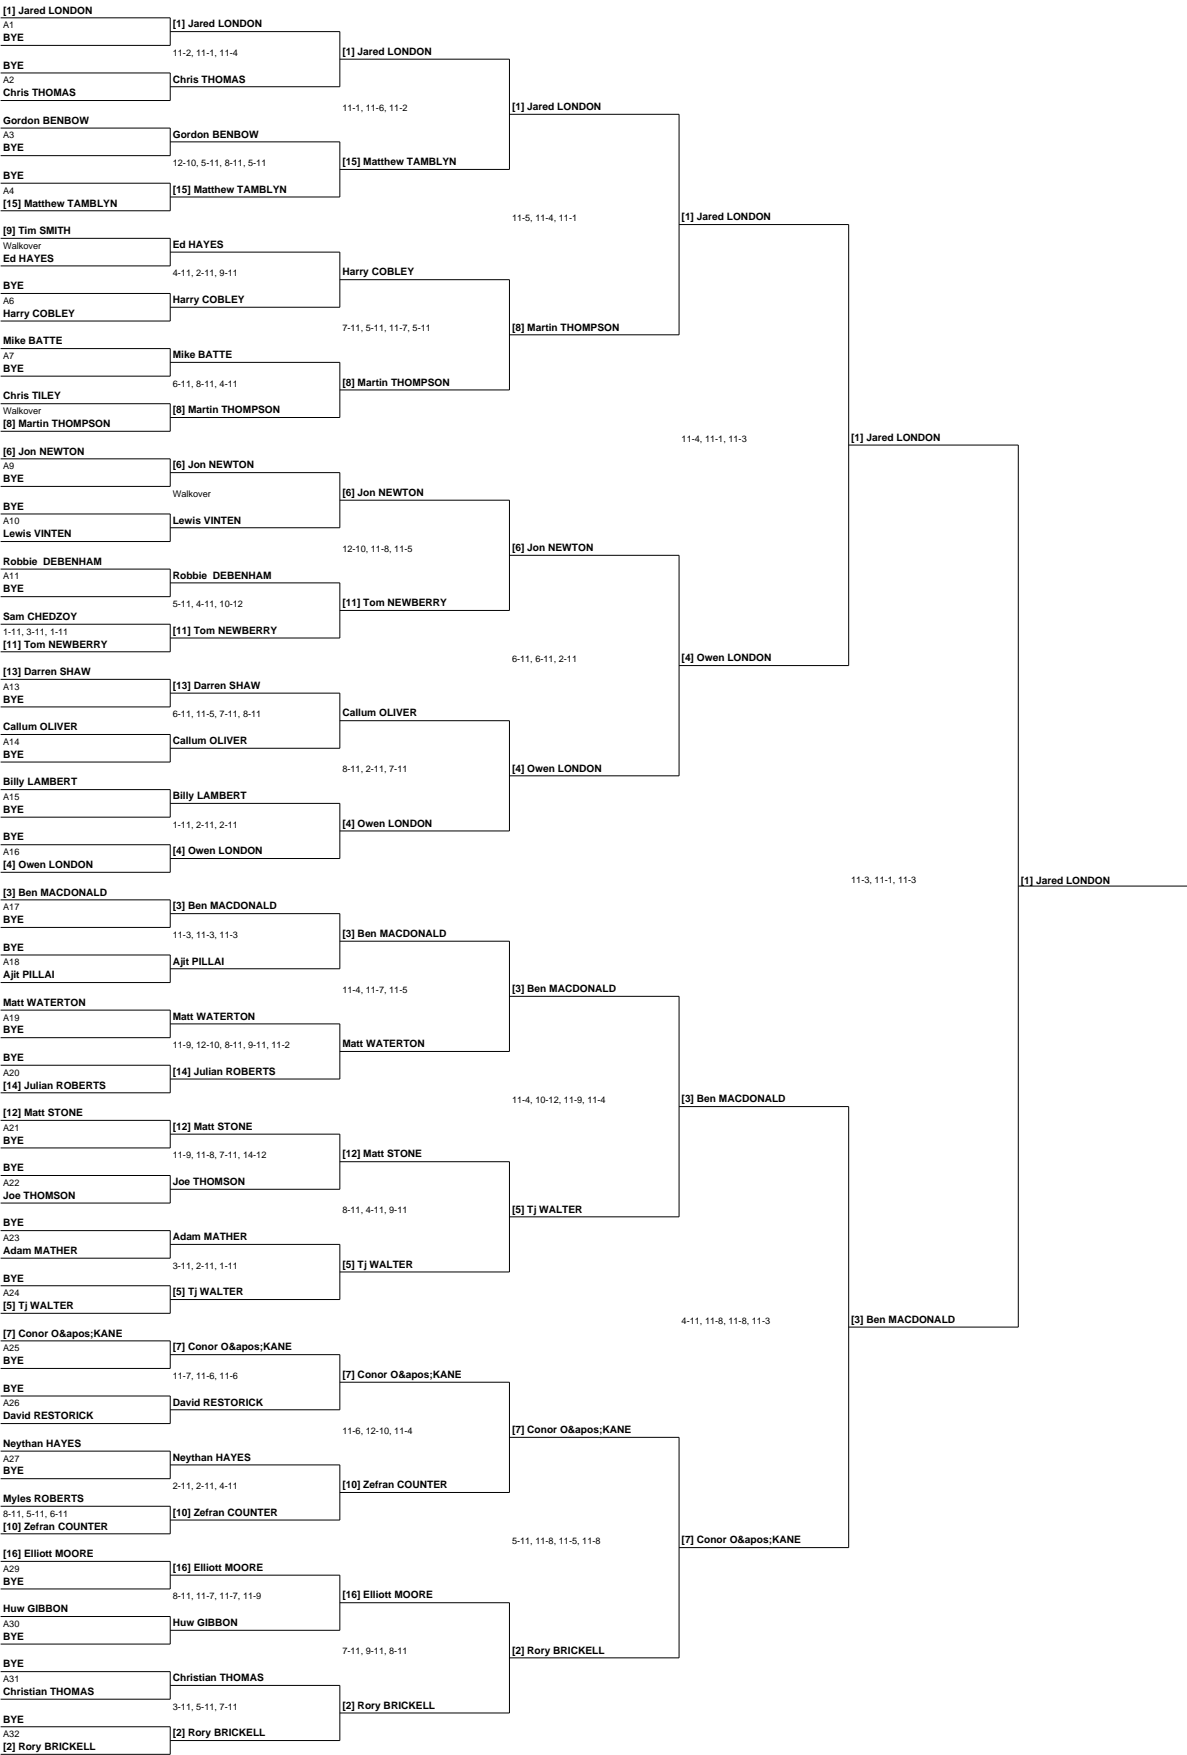 [1] Jared LONDON
A1
BYE
BYE
A2
Chris THOMAS
Gordon BENBOW
A3
BYE
BYE
A4
[15] Matthew TAMBLYN
[9] Tim SMITH
Walkover
Ed HAYES
BYE
A6
Harry COBLEY
Mike BATTE
A7
BYE
Chris TILEY
Walkover
[8] Martin THOMPSON
[6] Jon NEWTON
A9
BYE
BYE
A10
Lewis VINTEN
Robbie  DEBENHAM
A11
BYE
Sam CHEDZOY
1-11, 3-11, 1-11
[11] Tom NEWBERRY
[13] Darren SHAW
A13
BYE
Callum OLIVER
A14
BYE
Billy LAMBERT
A15
BYE
BYE
A16
[4] Owen LONDON
[3] Ben MACDONALD
A17
BYE
BYE
A18
Ajit PILLAI
Matt WATERTON
A19
BYE
BYE
A20
[14] Julian ROBERTS
[12] Matt STONE
A21
BYE
BYE
A22
Joe THOMSON
BYE
A23
Adam MATHER
BYE
A24
[5] Tj WALTER
[7] Conor O&apos;KANE
A25
BYE
BYE
A26
David RESTORICK
Neythan HAYES
A27
BYE
Myles ROBERTS
8-11, 5-11, 6-11
[10] Zefran COUNTER
[16] Elliott MOORE
A29
BYE
Huw GIBBON
A30
BYE
BYE
A31
Christian THOMAS
BYE
A32
[2] Rory BRICKELL
[1] Jared LONDON
11-2, 11-1, 11-4
Chris THOMAS
Gordon BENBOW
12-10, 5-11, 8-11, 5-11
[15] Matthew TAMBLYN
Ed HAYES
4-11, 2-11, 9-11
Harry COBLEY
Mike BATTE
6-11, 8-11, 4-11
[8] Martin THOMPSON
[6] Jon NEWTON
Walkover
Lewis VINTEN
Robbie  DEBENHAM
5-11, 4-11, 10-12
[11] Tom NEWBERRY
[13] Darren SHAW
6-11, 11-5, 7-11, 8-11
Callum OLIVER
Billy LAMBERT
1-11, 2-11, 2-11
[4] Owen LONDON
[3] Ben MACDONALD
11-3, 11-3, 11-3
Ajit PILLAI
Matt WATERTON
11-9, 12-10, 8-11, 9-11, 11-2
[14] Julian ROBERTS
[12] Matt STONE
11-9, 11-8, 7-11, 14-12
Joe THOMSON
Adam MATHER
3-11, 2-11, 1-11
[5] Tj WALTER
[7] Conor O&apos;KANE
11-7, 11-6, 11-6
David RESTORICK
Neythan HAYES
2-11, 2-11, 4-11
[10] Zefran COUNTER
[16] Elliott MOORE
8-11, 11-7, 11-7, 11-9
Huw GIBBON
Christian THOMAS
3-11, 5-11, 7-11
[2] Rory BRICKELL
[1] Jared LONDON
11-1, 11-6, 11-2
[15] Matthew TAMBLYN
Harry COBLEY
7-11, 5-11, 11-7, 5-11
[8] Martin THOMPSON
[6] Jon NEWTON
12-10, 11-8, 11-5
[11] Tom NEWBERRY
Callum OLIVER
8-11, 2-11, 7-11
[4] Owen LONDON
[3] Ben MACDONALD
11-4, 11-7, 11-5
Matt WATERTON
[12] Matt STONE
8-11, 4-11, 9-11
[5] Tj WALTER
[7] Conor O&apos;KANE
11-6, 12-10, 11-4
[10] Zefran COUNTER
[16] Elliott MOORE
7-11, 9-11, 8-11
[2] Rory BRICKELL
[1] Jared LONDON
11-5, 11-4, 11-1
[8] Martin THOMPSON
[6] Jon NEWTON
6-11, 6-11, 2-11
[4] Owen LONDON
[3] Ben MACDONALD
11-4, 10-12, 11-9, 11-4
[5] Tj WALTER
[7] Conor O&apos;KANE
5-11, 11-8, 11-5, 11-8
[2] Rory BRICKELL
[1] Jared LONDON
11-4, 11-1, 11-3
[4] Owen LONDON
[3] Ben MACDONALD
4-11, 11-8, 11-8, 11-3
[7] Conor O&apos;KANE
[1] Jared LONDON
11-3, 11-1, 11-3
[3] Ben MACDONALD
[1] Jared LONDON